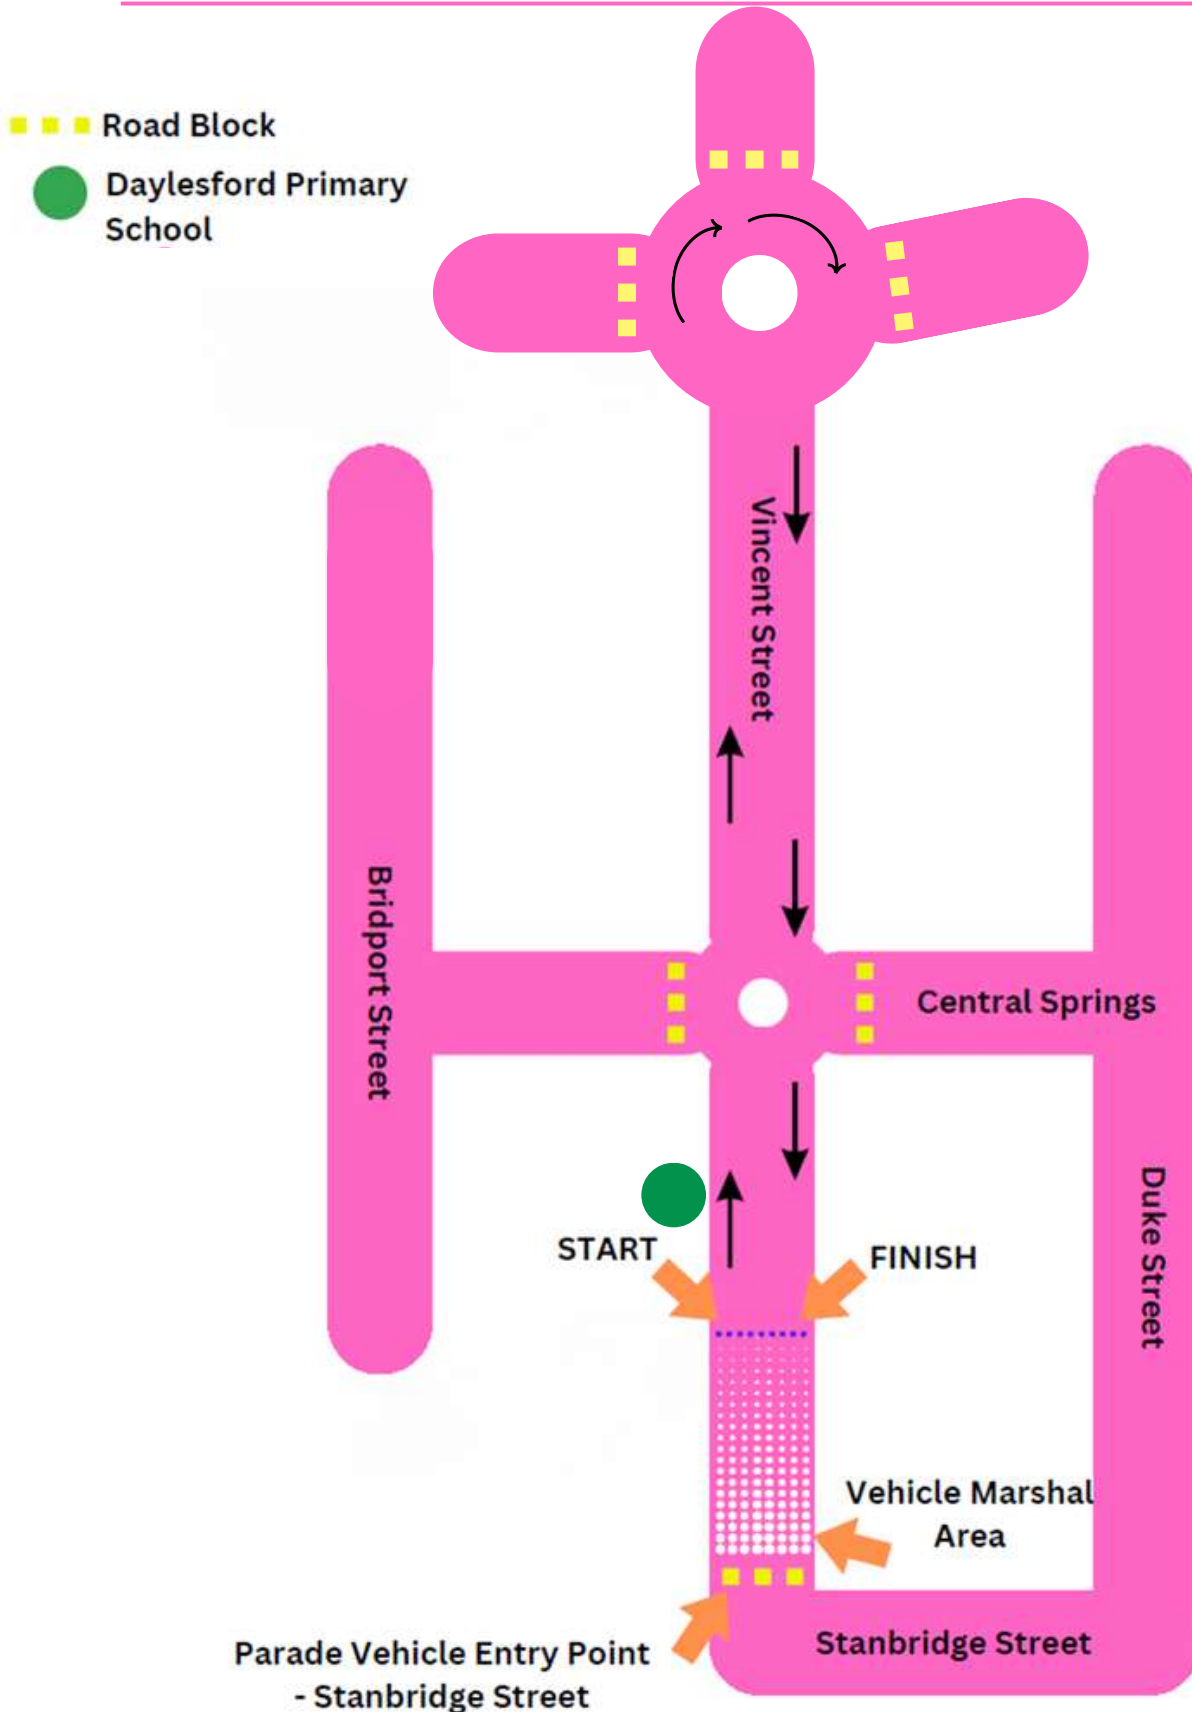 Road Block
Daylesford Primary
School
Vincent Street
Bridport Street
Central Springs
Duke Street
START
FINISH
Vehicle Marshal
Area
Stanbridge Street
Parade Vehicle Entry Point
- Stanbridge Street